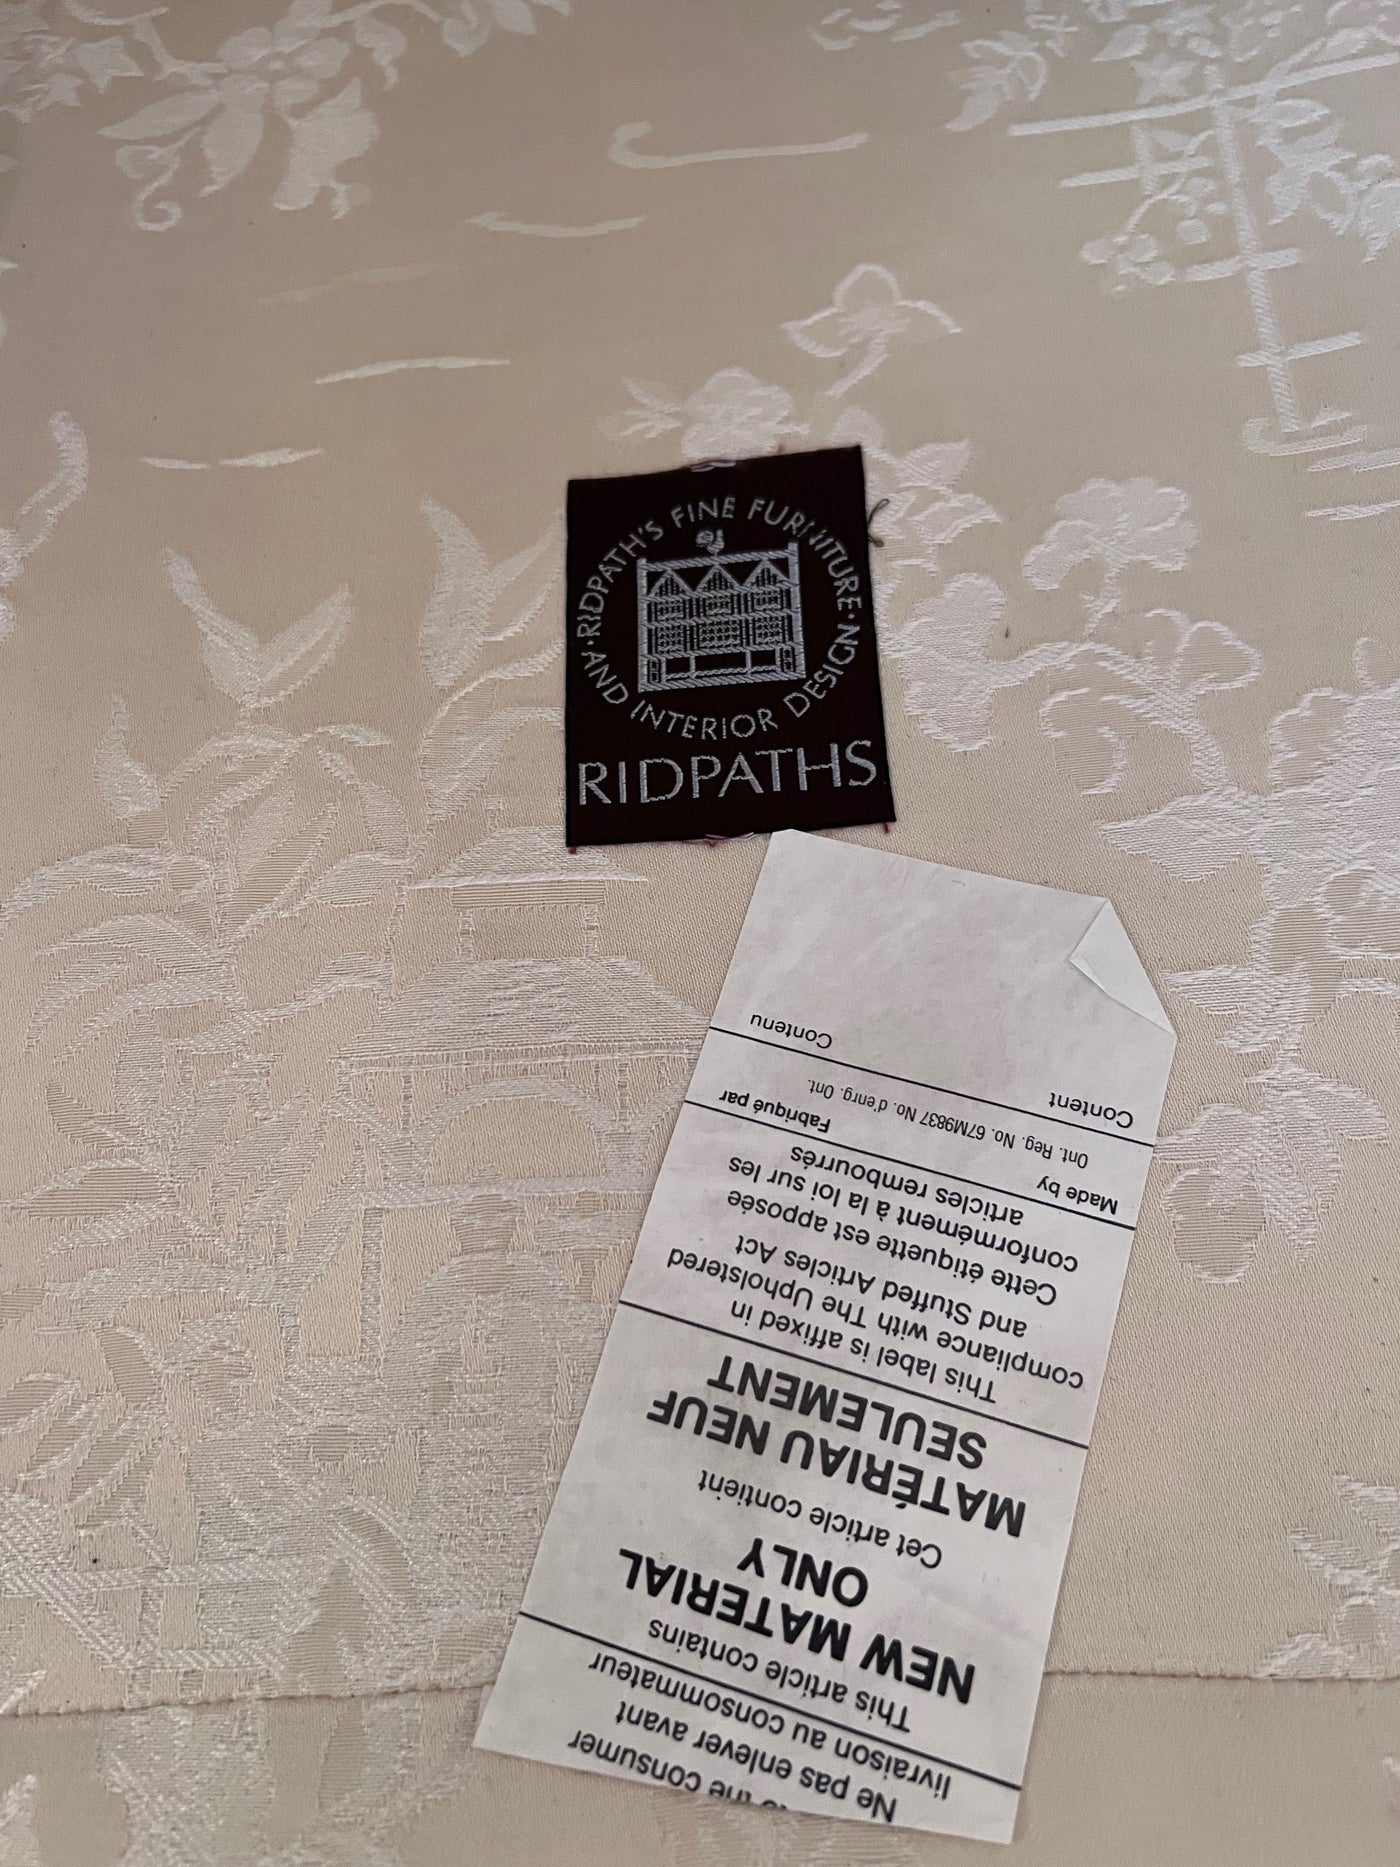 RIDPATH'S FINE FURNITURE
· AND INTERIOR DESIGN ·
RIDPATHS
to the consumer
Ne pas enlever avant
livraison au consommateur
This article contains
NEW MATERIAL
ONLY
Cet article contient
MATÉRIAU NEUF
SEULEMENT
This label is affixed in
compliance with The Upholstered
and Stuffed Articles Act
Cette étiquette est apposée
conformément à la loi sur les
articles rembourrés
Made by Fabriqué par
Ont. Reg. No. 67M9837 No. d'enrg. Ont.
Content Contenu